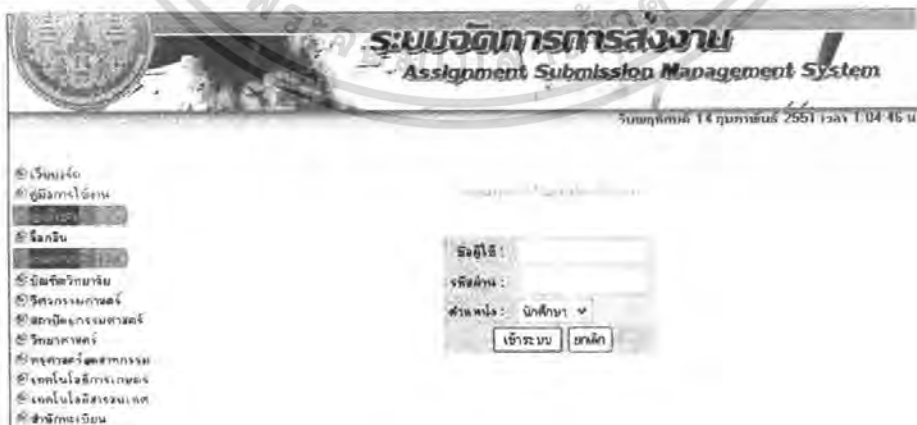 ระบบจัดการการส่งงาน
Assignment Submission Management System
วันพฤหัสบดี 14 กุมภาพันธ์ 2551 เวลา 1:04:46 น
เว็บบอร์ด
คู่มือการใช้งาน
ล็อกอิน
บัณฑิตวิทยาลัย
วิศวกรรมศาสตร์
สถาปัตยกรรมศาสตร์
วิทยาศาสตร์
ครุศาสตร์อุตสาหกรรม
เทคโนโลยีการเกษตร
เทคโนโลยีสารสนเทศ
สำนักทะเบียน
ชื่อผู้ใช้ :
รหัสผ่าน :
ตำแหน่ง : นักศึกษา
เข้าระบบ ยกเลิก